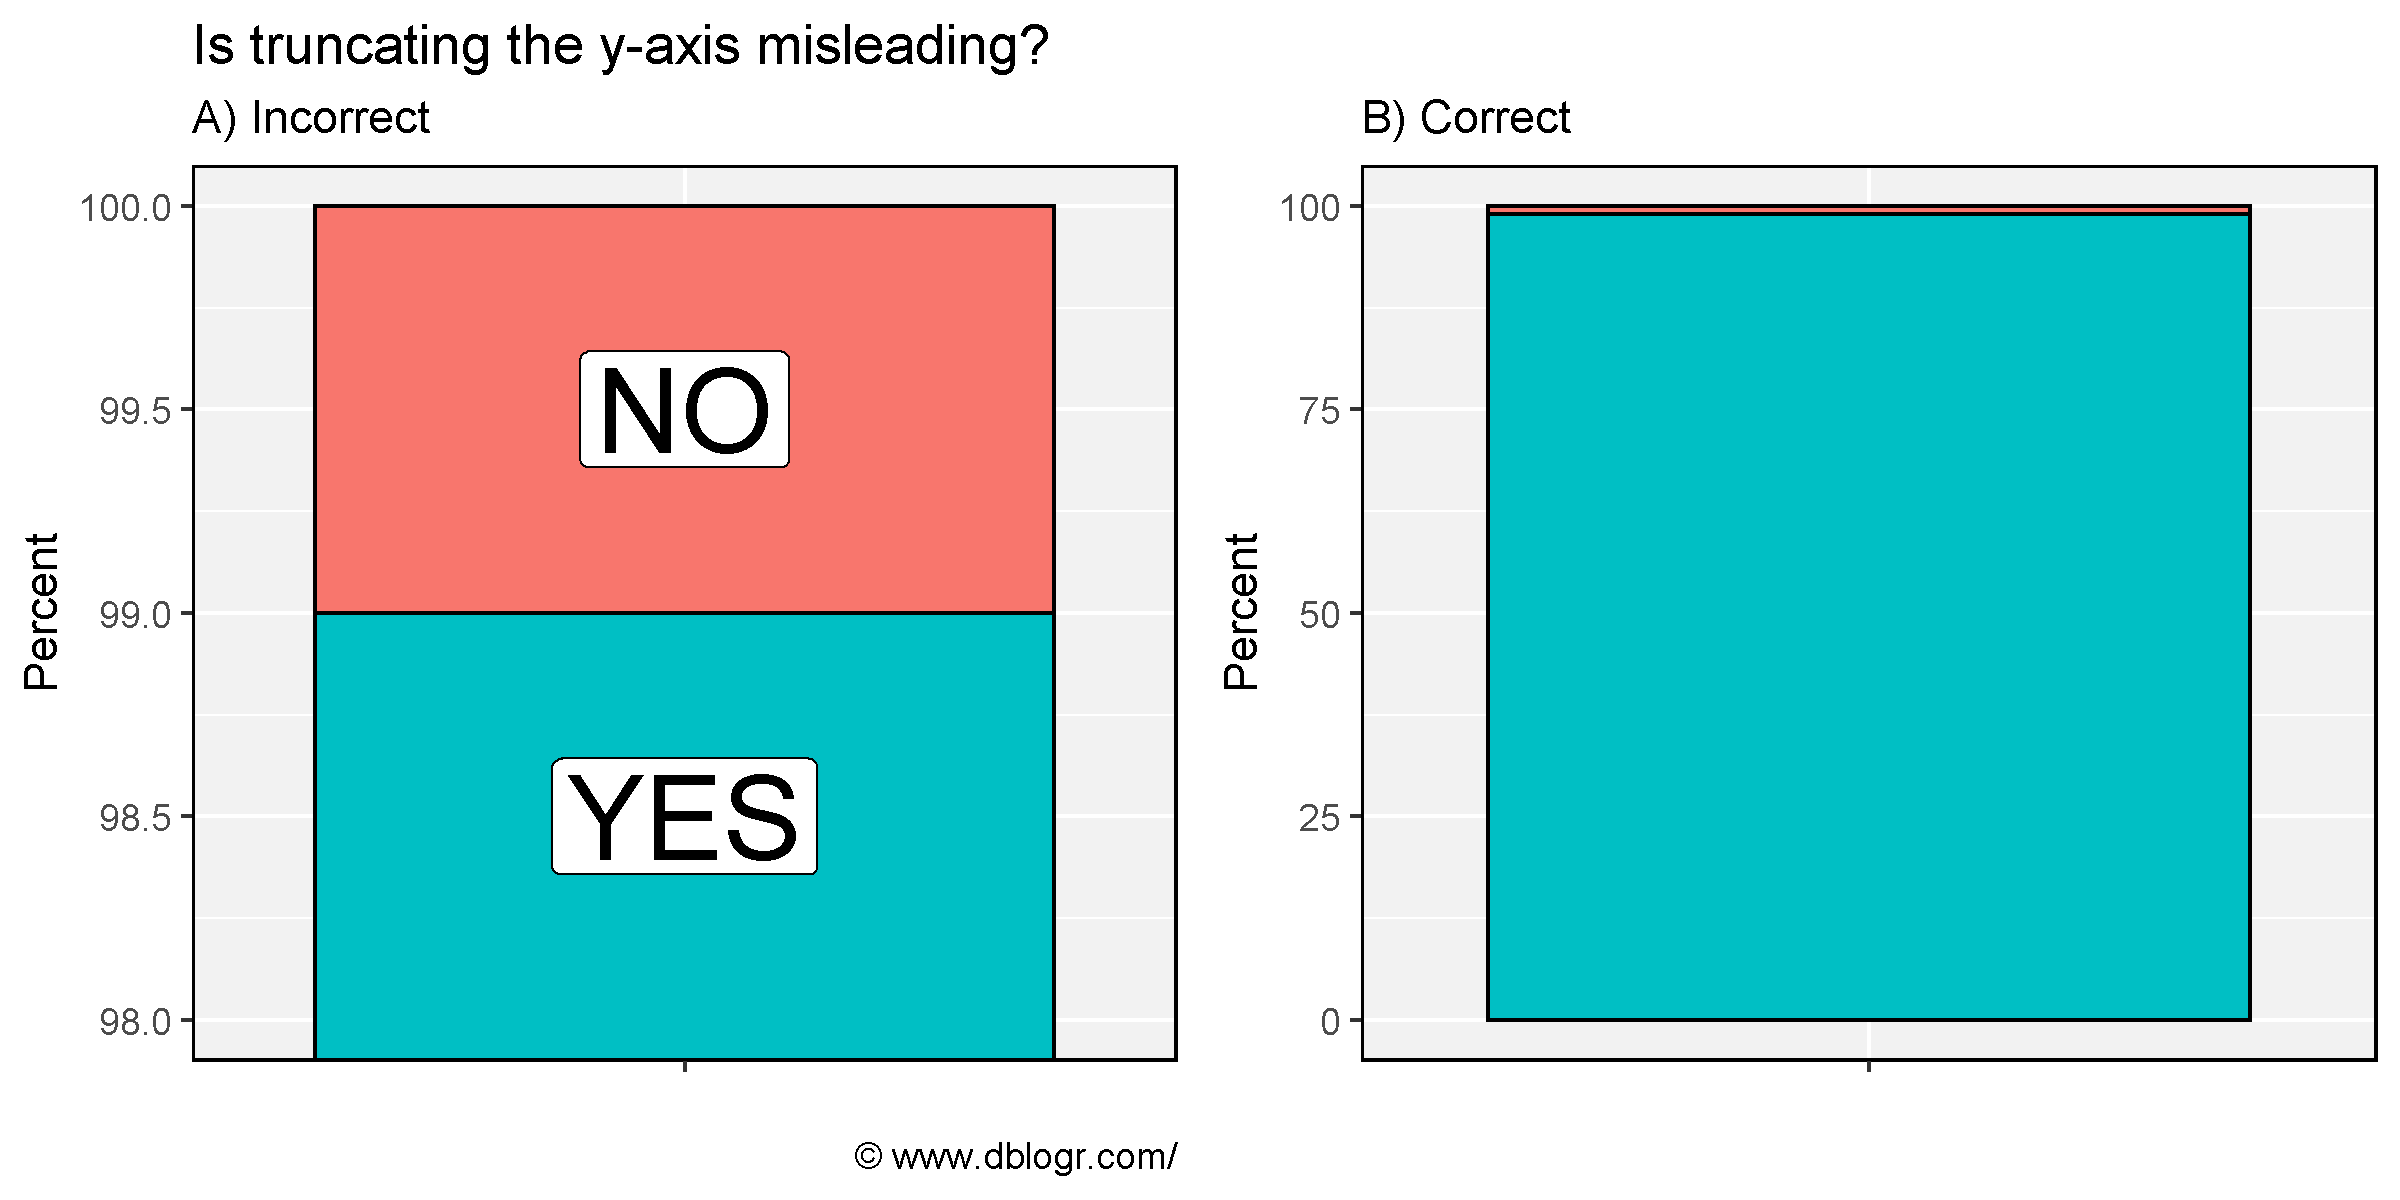 Is truncating the y-axis misleading?
A) Incorrect
Percent
100.0
99.5
99.0
98.5
98.0
NO
YES
B) Correct
Percent
100
75
50
25
0
© www.dblogr.com/